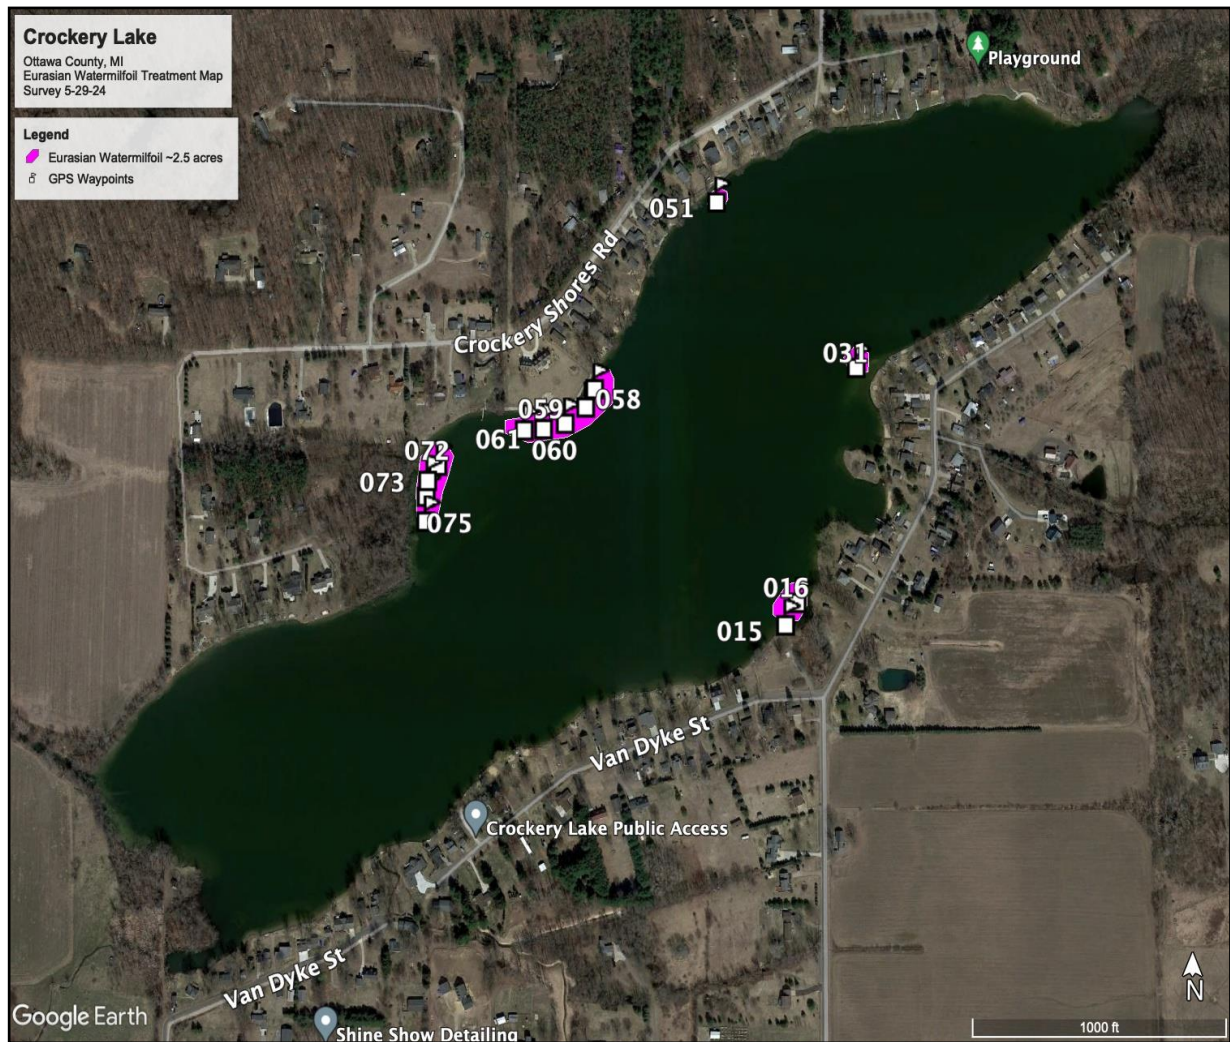 Crockery Lake
Ottawa County, MI
Eurasian Watermilfoil Treatment Map
Survey 5-29-24
Legend
Eurasian Watermilfoil ~2.5 acres
GPS Waypoints
Playground
051
Crockery Shores Rd
031
058
059
061
060
072
073
075
016
015
Van Dyke St
Crockery Lake Public Access
Van Dyke St
Shine Show Detailing
Google Earth
N
1000 ft